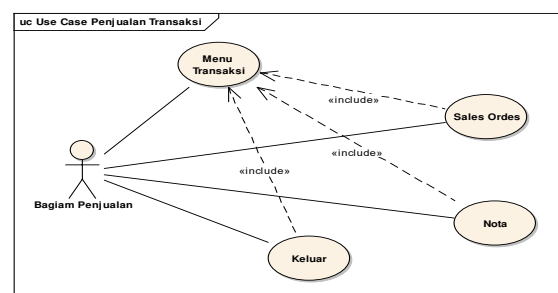 uc Use Case Penjualan Transaksi
Menu
Transaksi
«include»
Sales Ordes
«include»
«include»
Bagiam Penjualan
Nota
Keluar